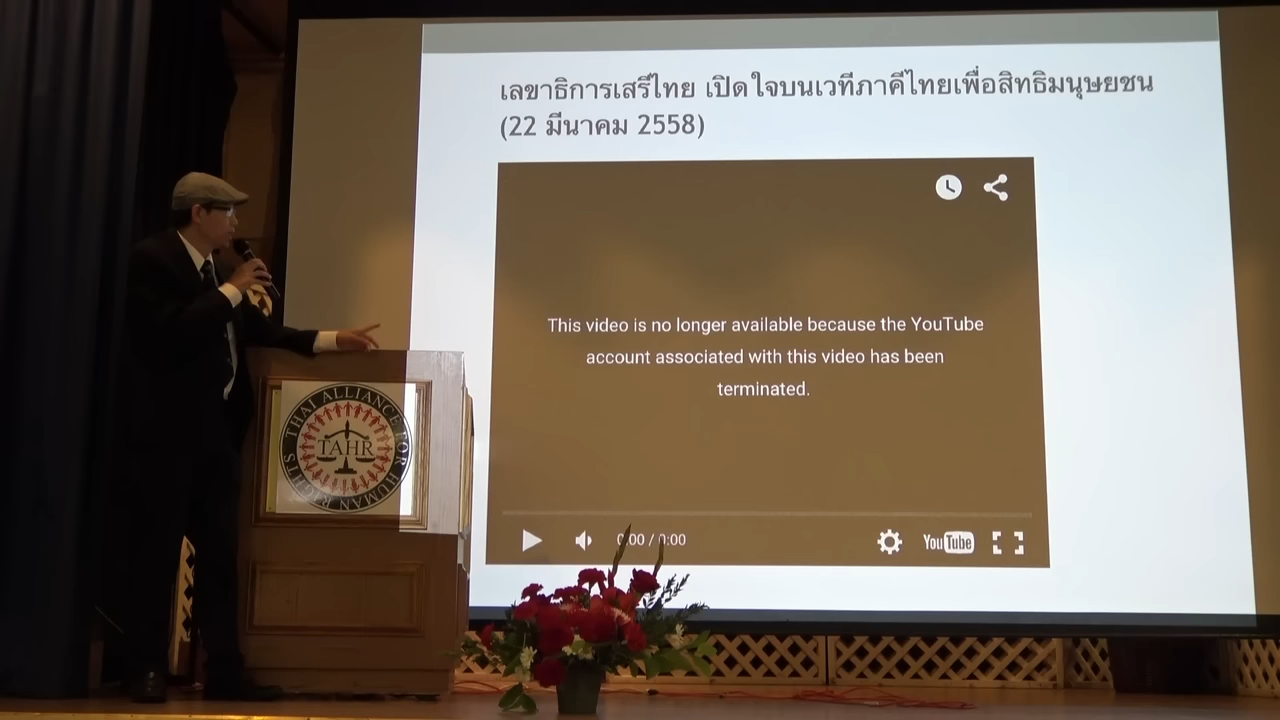 เลขาธิการเสรีไทย เปิดใจบนเวทีภาคีไทยเพื่อสิทธิมนุษยชน
(22 มีนาคม 2558)
This video is no longer available because the YouTube
account associated with this video has been
terminated.
0:00 / 0:00
YouTube
THAI ALLIANCE FOR HUMAN RIGHTS
TAHR